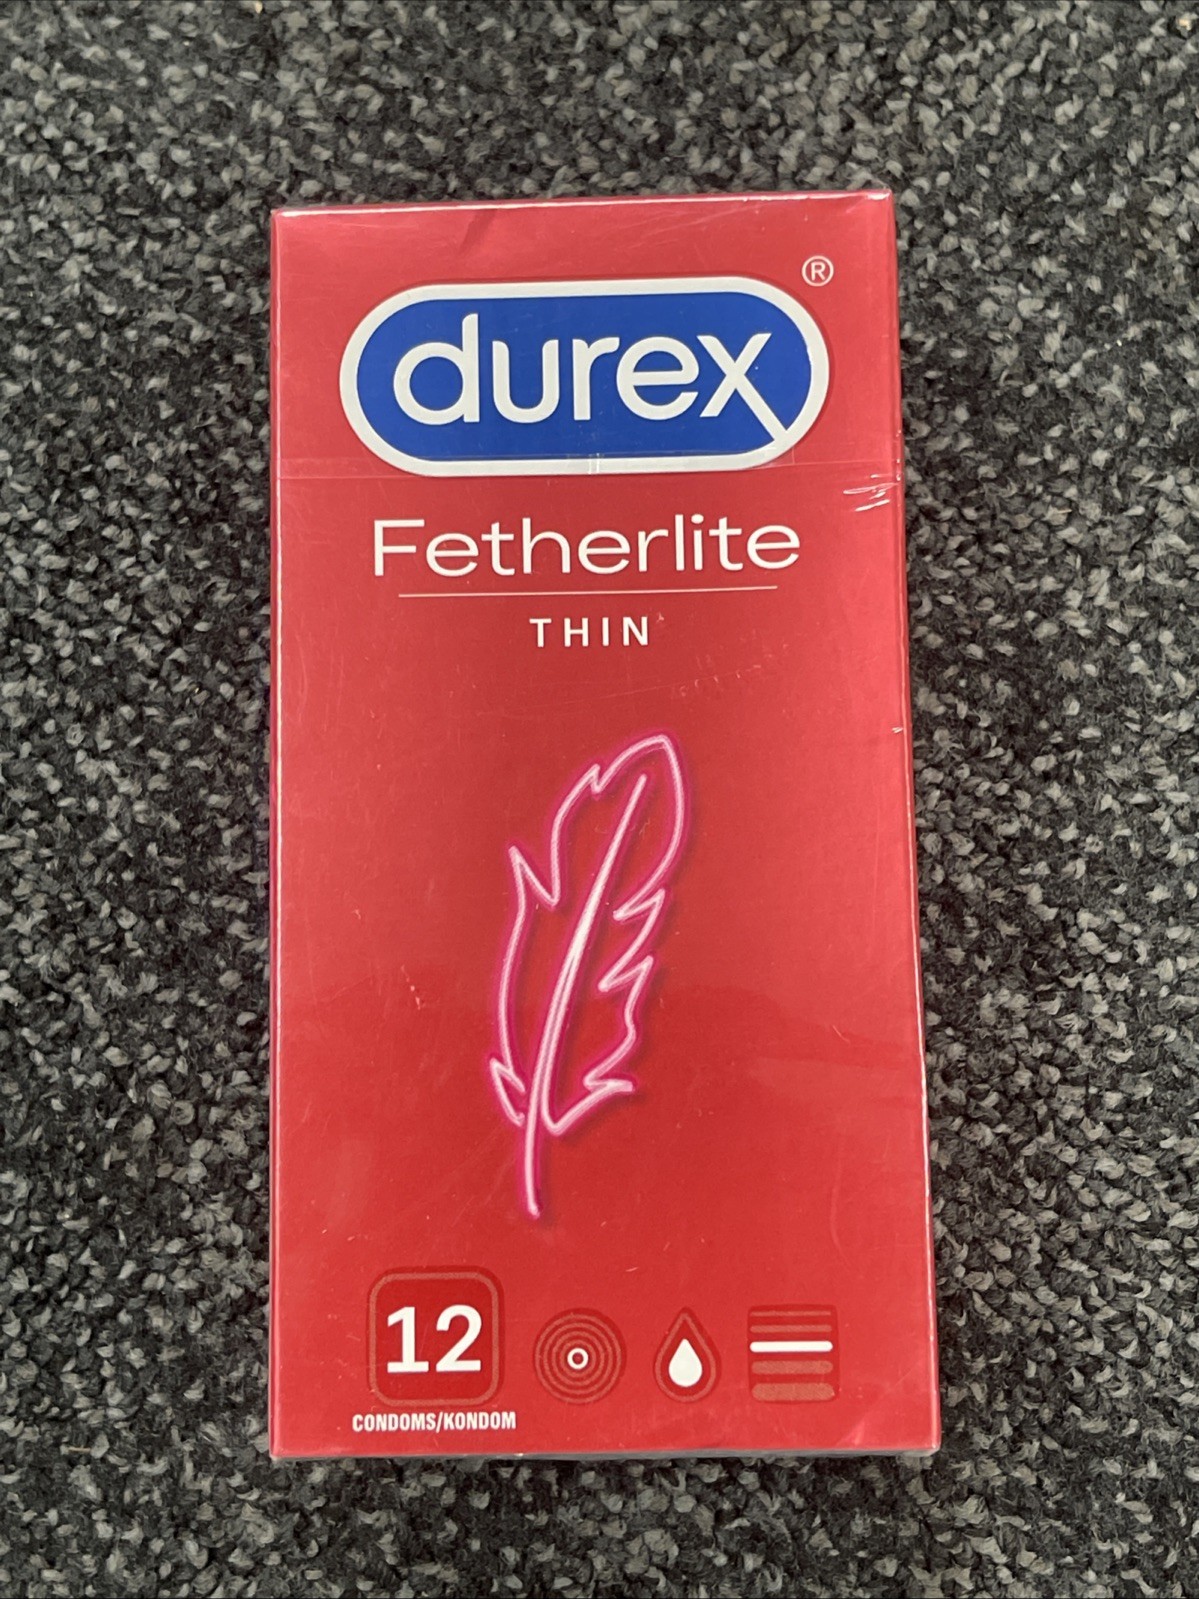 durex®
Fetherlite
THIN
12
CONDOMS/KONDOM